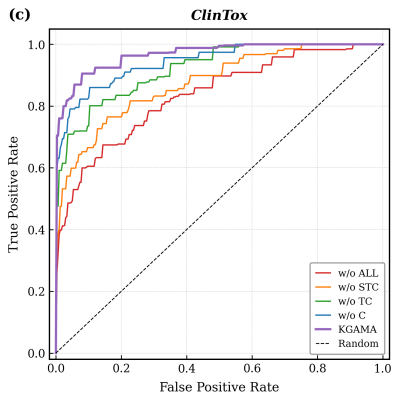 (c)
ClinTox
True Positive Rate
1.0
0.8
0.6
0.4
0.2
0.0
0.0 0.2 0.4 0.6 0.8 1.0
False Positive Rate
w/o ALL
w/o STC
w/o TC
w/o C
KGAMA
Random